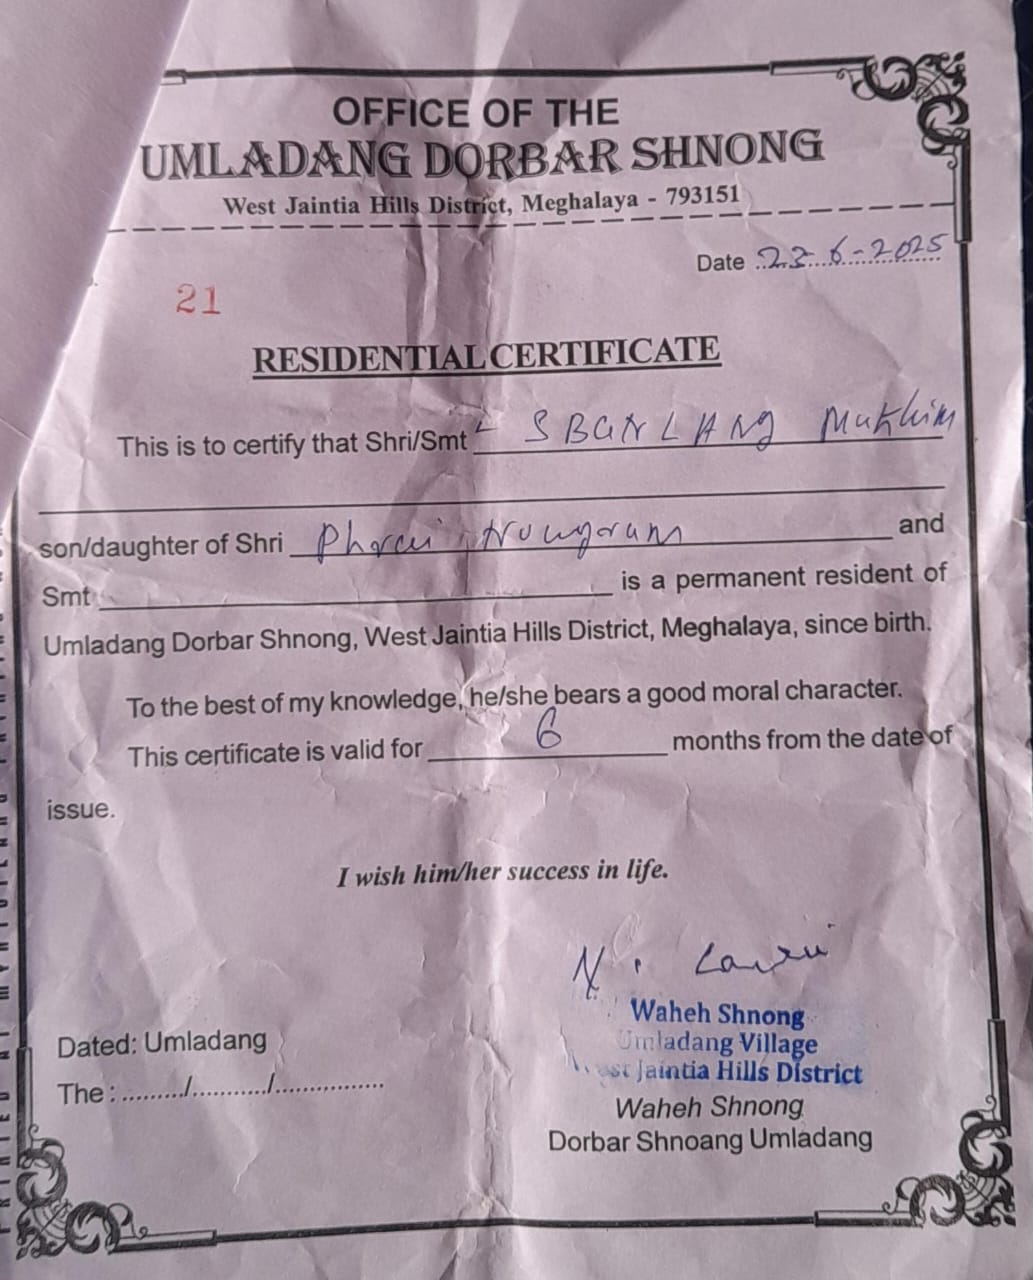 OFFICE OF THE
UMLADANG DORBAR SHNONG
West Jaintia Hills District, Meghalaya - 793151
Date 23-6-2025
21
RESIDENTIAL CERTIFICATE
This is to certify that Shri/Smt SBANLANG Mukhim
son/daughter of Shri and
Smt is a permanent resident of
Umladang Dorbar Shnong, West Jaintia Hills District, Meghalaya, since birth.
To the best of my knowledge, he/she bears a good moral character.
This certificate is valid for 6 months from the date of
issue.
I wish him/her success in life.
Waheh Shnong
Umladang Village
West Jaintia Hills District
Dated: Umladang
The : ........./.........../................
Waheh Shnong
Dorbar Shnoang Umladang